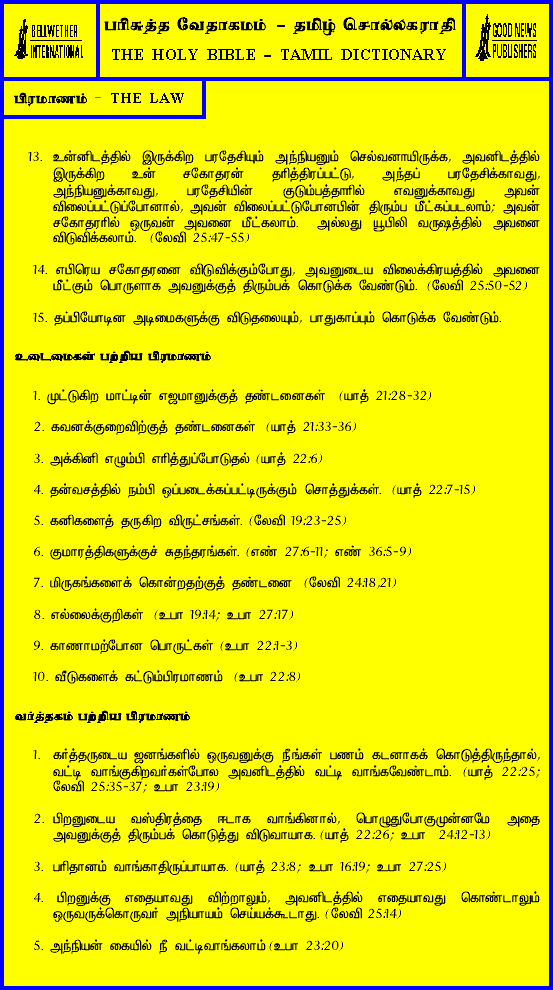 BELLWETHER
INTERNATIONAL
பரிசுத்த வேதாகமம் – தமிழ் சொல்லகராதி
THE HOLY BIBLE – TAMIL DICTIONARY
GOOD NEWS
PUBLISHERS
பிரமாணம் – THE LAW
13. உன்னிடத்தில் இருக்கிற பரதேசியும் அந்நியனும் செல்வனாயிருக்க, அவனிடத்தில்
இருக்கிற உன் சகோதரன் தரித்திரப்பட்டு, அந்தப் பரதேசிக்காவது,
அந்நியனுக்காவது, பரதேசியின் குடும்பத்தாரில் எவனுக்காவது அவன்
விலைப்பட்டுப்போனால், அவன் விலைப்பட்டுபோனபின் திரும்ப மீட்கப்படலாம்; அவன்
சகோதரரில் ஒருவன் அவனை மீட்கலாம். அல்லது யூபிலி வருஷத்தில் அவனை
விடுவிக்கலாம். (லேவி 25:47-55)
14. எபிரெய சகோதரனை விடுவிக்கும்போது, அவனுடைய விலைக்கிரயத்தில் அவனை
மீட்கும் பொருளாக அவனுக்குத் திரும்பக் கொடுக்க வேண்டும். (லேவி 25:50-52)
15. தப்பியோடின அடிமைகளுக்கு விடுதலையும், பாதுகாப்பும் கொடுக்க வேண்டும்.
உடைமைகள் பற்றிய பிரமாணம்
1. முட்டுகிற மாட்டின் எஜமானுக்குத் தண்டனைகள் (யாத் 21:28-32)
2. கவனக்குறைவிற்குத் தண்டனைகள் (யாத் 21:33-36)
3. அக்கினி எழும்பி எரித்துப்போடுதல் (யாத் 22:6)
4. தன்வசத்தில் நம்பி ஒப்படைக்கப்பட்டிருக்கும் சொத்துக்கள். (யாத் 22:7-15)
5. கனிகளைத் தருகிற விருட்சங்கள். (லேவி 19:23-25)
6. குமாரத்திகளுக்குச் சுதந்தரங்கள். (எண் 27:6-11; எண் 36:5-9)
7. மிருகங்களைக் கொன்றதற்குத் தண்டனை (லேவி 24:18,21)
8. எல்லைக்குறிகள் (உபா 19:14; உபா 27:17)
9. காணாமற்போன பொருட்கள் (உபா 22:1-3)
10. வீடுகளைக் கட்டும்பிரமாணம் (உபா 22:8)
வர்த்தகம் பற்றிய பிரமாணம்
1. கர்த்தருடைய ஜனங்களில் ஒருவனுக்கு நீங்கள் பணம் கடனாகக் கொடுத்திருந்தால்,
வட்டி வாங்குகிறவர்கள்போல அவனிடத்தில் வட்டி வாங்கவேண்டாம். (யாத் 22:25;
லேவி 25:35-37; உபா 23:19)
2. பிறனுடைய வஸ்திரத்தை ஈடாக வாங்கினால், பொழுதுபோகுமுன்னமே அதை
அவனுக்குத் திரும்பக் கொடுத்து விடுவாயாக. (யாத் 22:26; உபா 24:12-13)
3. பரிதானம் வாங்காதிருப்பாயாக. (யாத் 23:8; உபா 16:19; உபா 27:25)
4. பிறனுக்கு எதையாவது விற்றாலும், அவனிடத்தில் எதையாவது கொண்டாலும்
ஒருவருக்கொருவர் அநியாயம் செய்யக்கூடாது. (லேவி 25:14)
5. அந்நியன் கையில் நீ வட்டிவாங்கலாம் (உபா 23:20)